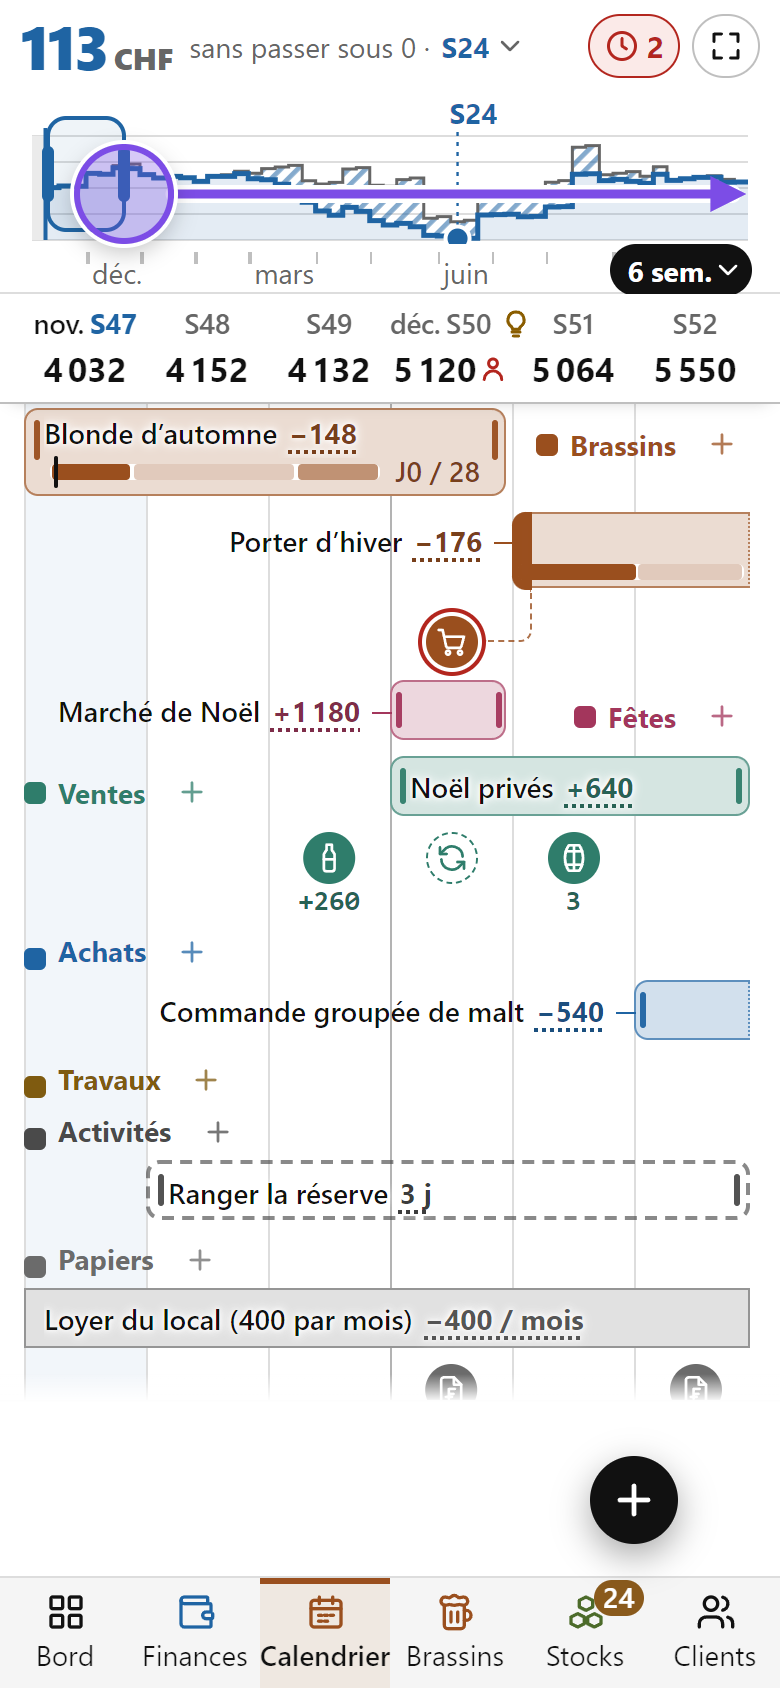 113 CHF sans passer sous 0 · S24
2
S24
déc. mars juin
6 sem.
nov. S47 S48 S49 déc. S50 S51 S52
4 032 4 152 4 132 5 120 5 064 5 550
Blonde d’automne −148
J0 / 28
Brassins +
Porter d’hiver −176
Marché de Noël +1 180
Fêtes +
Ventes +
Noël privés +640
+260
3
Achats +
Commande groupée de malt −540
Travaux +
Activités +
Ranger la réserve 3 j
Papiers +
Loyer du local (400 par mois) −400 / mois
+
24
Bord Finances Calendrier Brassins Stocks Clients